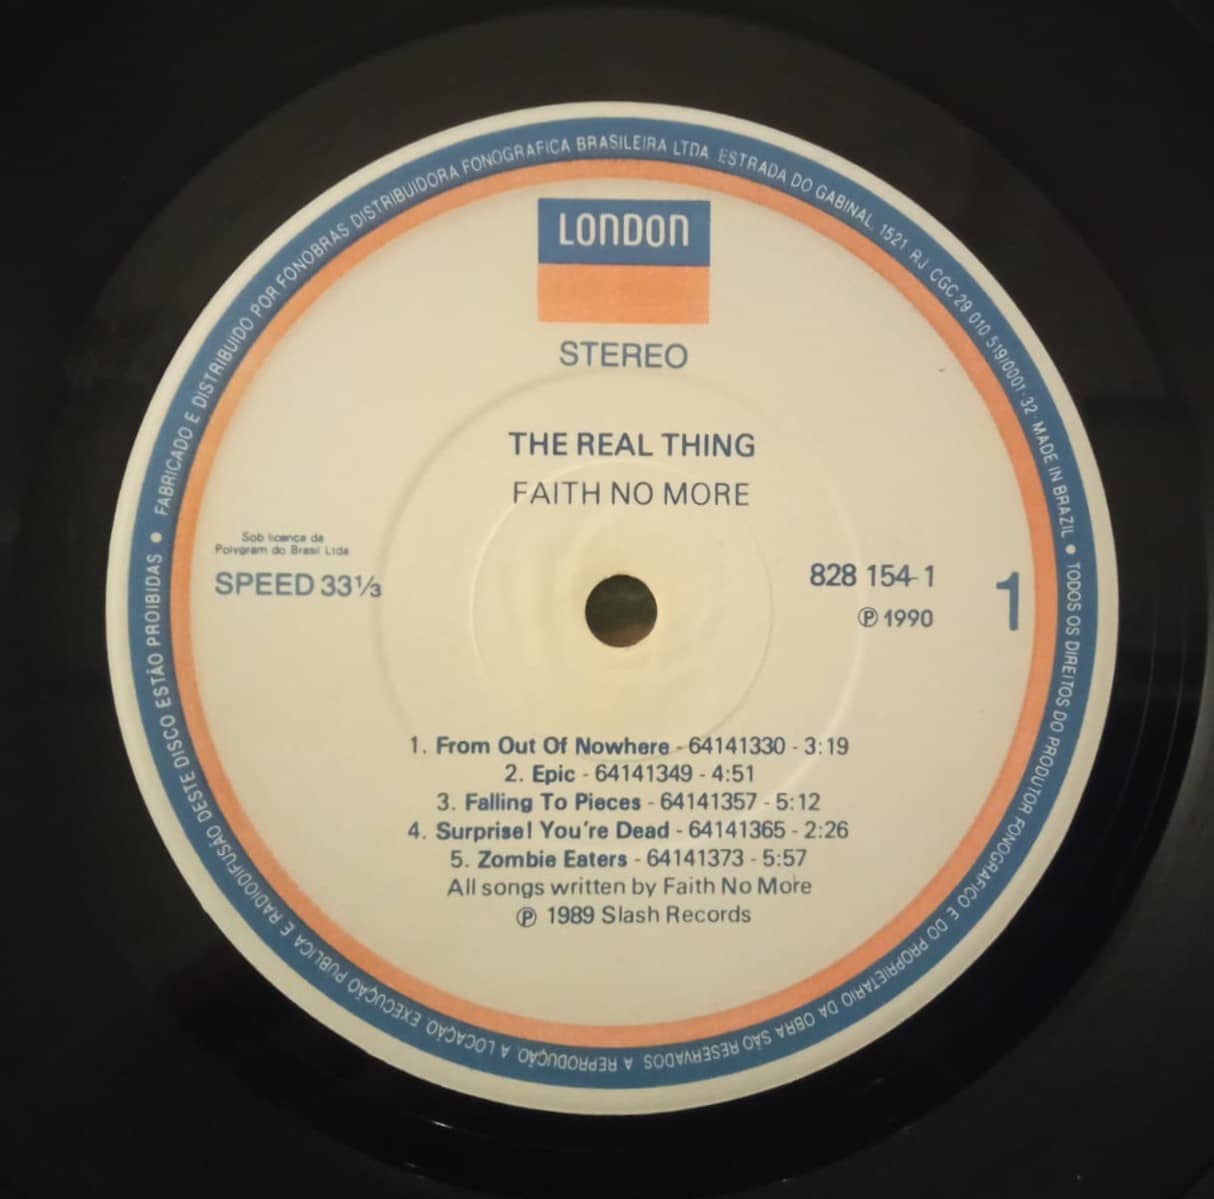 LONDON
STEREO
THE REAL THING
FAITH NO MORE
Sob licença da
Polygram do Brasil Ltda
SPEED 33⅓
828 154-1
℗ 1990
1
1. From Out Of Nowhere - 64141330 - 3:19
2. Epic - 64141349 - 4:51
3. Falling To Pieces - 64141357 - 5:12
4. Surprise! You're Dead - 64141365 - 2:26
5. Zombie Eaters - 64141373 - 5:57
All songs written by Faith No More
℗ 1989 Slash Records
FABRICADO E DISTRIBUIDO POR FONOBRAS DISTRIBUIDORA FONOGRAFICA BRASILEIRA LTDA. ESTRADA DO GABINAL, 1521 RJ CGC 29 010 519/0001-32 - MADE IN BRAZIL • TODOS OS DIREITOS DO PRODUTOR FONOGRAFICO E DO PROPRIETARIO DA OBRA SÃO RESERVADOS A REPRODUÇÃO. A LOCAÇÃO. EXECUÇÃO PUBLICA E RADIODIFUSÃO DESTE DISCO ESTÃO PROIBIDAS •